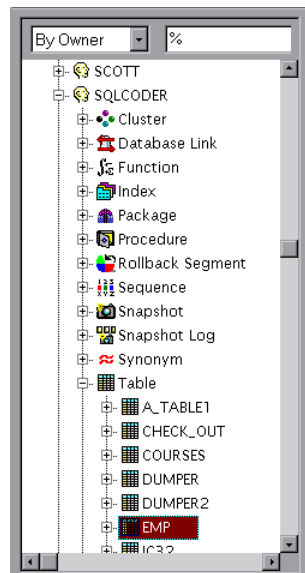 By Owner %
SCOTT
SQLCODER
Cluster
Database Link
Function
Index
Package
Procedure
Rollback Segment
Sequence
Snapshot
Snapshot Log
Synonym
Table
A_TABLE1
CHECK_OUT
COURSES
DUMPER
DUMPER2
EMP